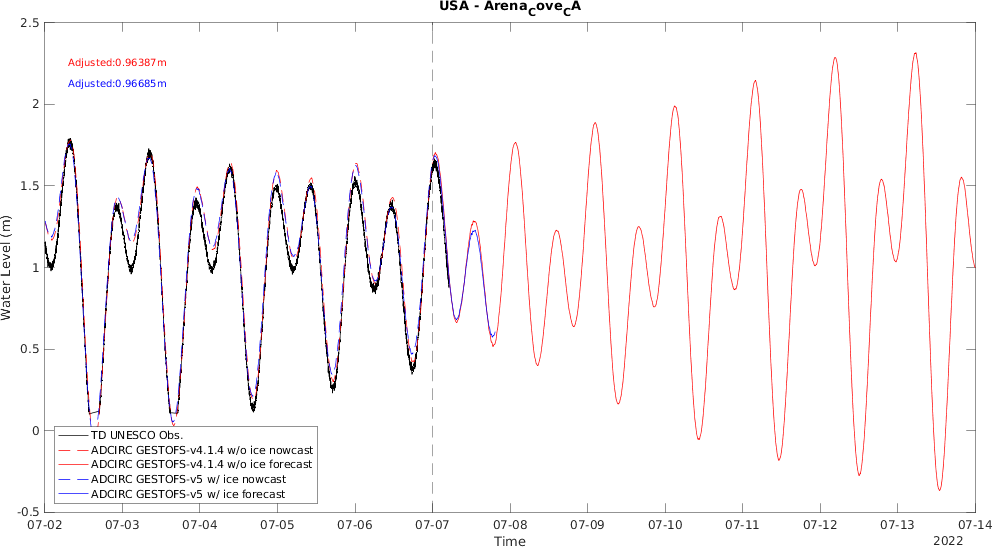 USA - ArenaCoveCA
2.5
Adjusted:0.96387m
Adjusted:0.96685m
2
1.5
1
0.5
0
-0.5
Water Level (m)
TD UNESCO Obs.
ADCIRC GESTOFS-v4.1.4 w/o ice nowcast
ADCIRC GESTOFS-v4.1.4 w/o ice forecast
ADCIRC GESTOFS-v5 w/ ice nowcast
ADCIRC GESTOFS-v5 w/ ice forecast
07-02 07-03 07-04 07-05 07-06 07-07 07-08 07-09 07-10 07-11 07-12 07-13 07-14
Time
2022